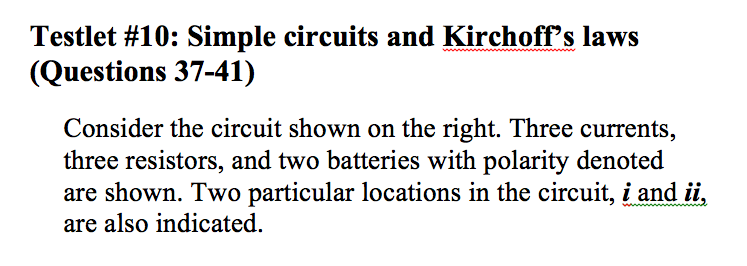 Testlet #10: Simple circuits and Kirchoff's laws
(Questions 37-41)
Consider the circuit shown on the right. Three currents,
three resistors, and two batteries with polarity denoted
are shown. Two particular locations in the circuit, i and ii,
are also indicated.